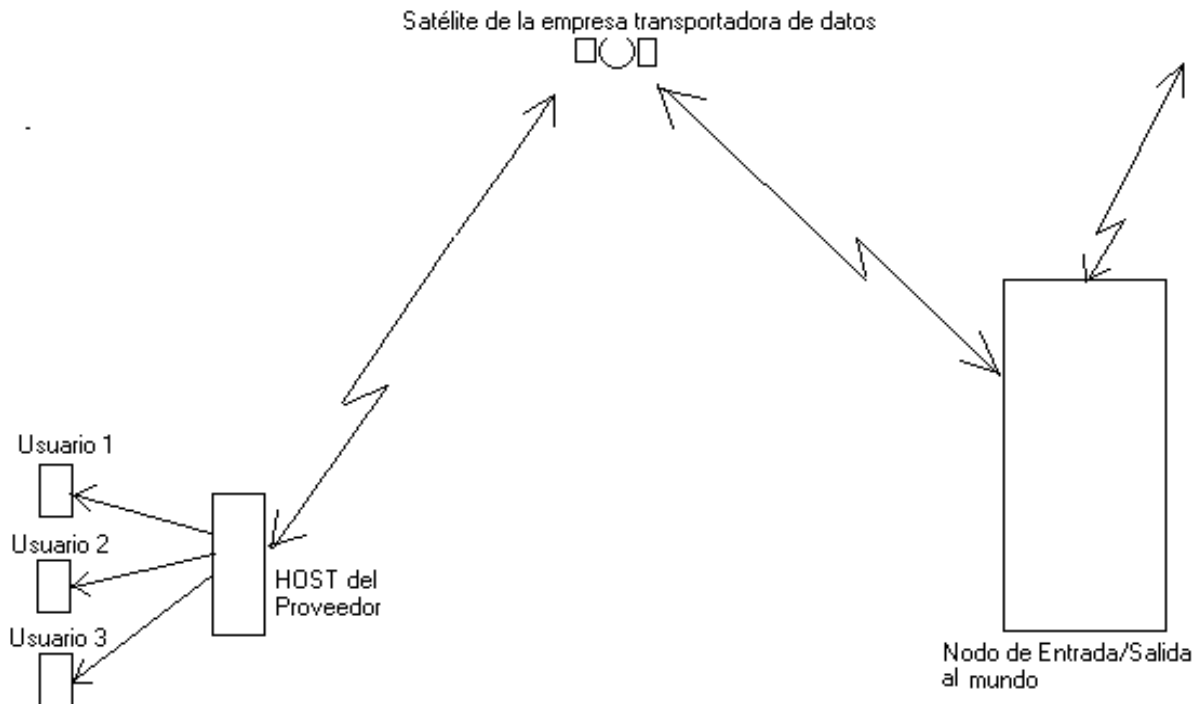 Satélite de la empresa transportadora de datos
Usuario 1
Usuario 2
HOST del
Proveedor
Usuario 3
Nodo de Entrada/Salida
al mundo